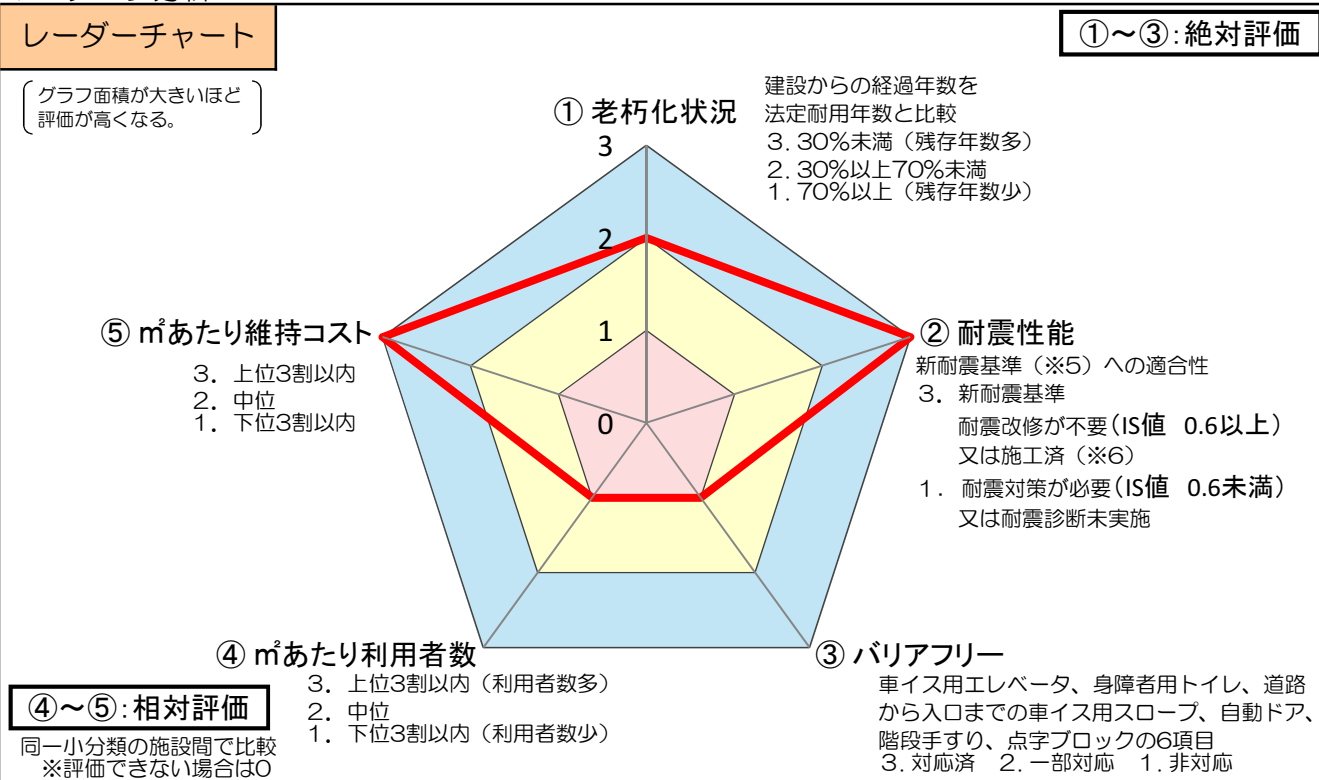 レーダーチャート
①～③:絶対評価
グラフ面積が大きいほど
評価が高くなる。
① 老朽化状況
建設からの経過年数を
法定耐用年数と比較
3. 30%未満（残存年数多）
2. 30%以上70%未満
1. 70%以上（残存年数少）
3
2
1
0
② 耐震性能
新耐震基準（※5）への適合性
3. 新耐震基準
耐震改修が不要(IS値 0.6以上)
又は施工済（※6）
1. 耐震対策が必要(IS値 0.6未満)
又は耐震診断未実施
⑤ ㎡あたり維持コスト
3. 上位3割以内
2. 中位
1. 下位3割以内
④ ㎡あたり利用者数
3. 上位3割以内（利用者数多）
2. 中位
1. 下位3割以内（利用者数少）
③ バリアフリー
車イス用エレベータ、身障者用トイレ、道路
から入口までの車イス用スロープ、自動ドア、
階段手すり、点字ブロックの6項目
3. 対応済 2. 一部対応 1. 非対応
④～⑤:相対評価
同一小分類の施設間で比較
※評価できない場合は0